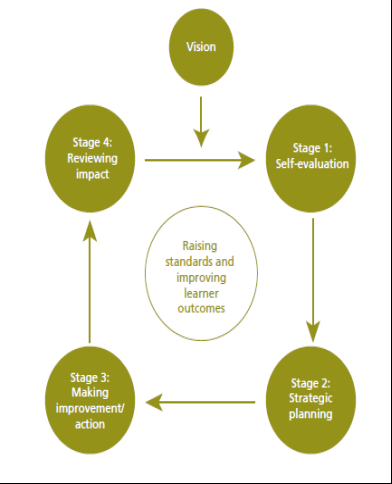 Vision
Stage 4:
Reviewing
impact
Stage 1:
Self-evaluation
Raising
standards and
improving
learner
outcomes
Stage 3:
Making
improvement/
action
Stage 2:
Strategic
planning